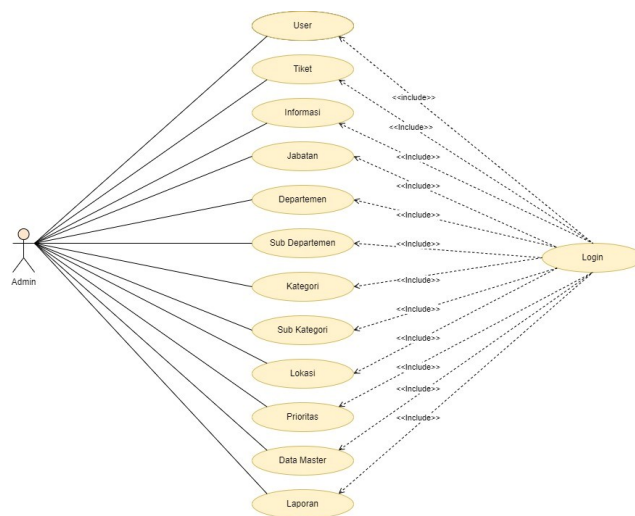 User
<<include>>
Tiket
<<Include>>
Informasi
<<Include>>
Jabatan
<<Include>>
Departemen
<<Include>>
Sub Departemen
<<Include>>
Login
Admin
Kategori
<<Include>>
Sub Kategori
<<Include>>
Lokasi
<<Include>>
Prioritas
<<Include>>
<<Include>>
Data Master
<<Include>>
Laporan